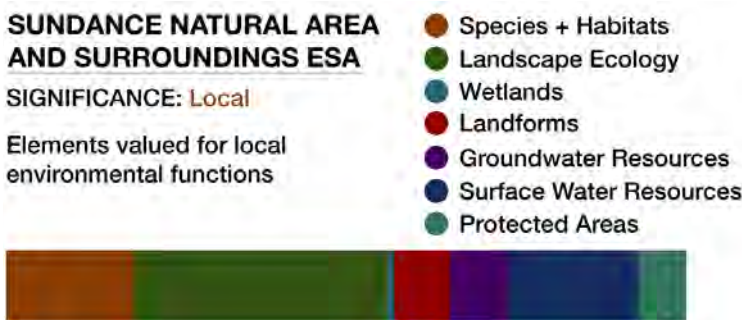 SUNDANCE NATURAL AREA
AND SURROUNDINGS ESA
SIGNIFICANCE: Local
Elements valued for local
environmental functions
Species + Habitats
Landscape Ecology
Wetlands
Landforms
Groundwater Resources
Surface Water Resources
Protected Areas